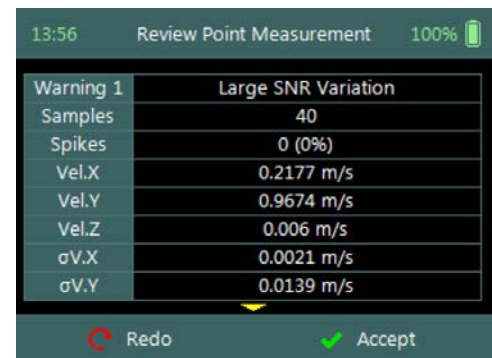 13:56 Review Point Measurement 100%
Warning 1 Large SNR Variation
Samples 40
Spikes 0 (0%)
Vel.X 0.2177 m/s
Vel.Y 0.9674 m/s
Vel.Z 0.006 m/s
σV.X 0.0021 m/s
σV.Y 0.0139 m/s
Redo Accept